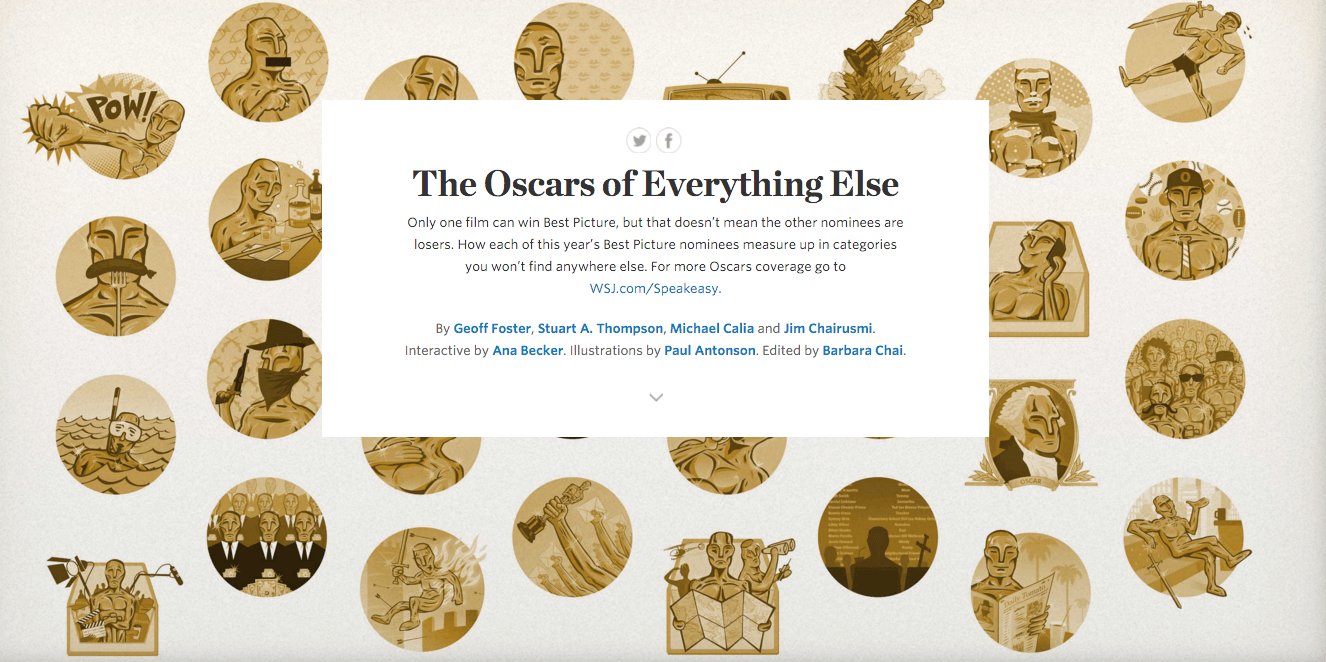 POW!
The Oscars of Everything Else
Only one film can win Best Picture, but that doesn’t mean the other nominees are
losers. How each of this year’s Best Picture nominees measure up in categories
you won’t find anywhere else. For more Oscars coverage go to
WSJ.com/Speakeasy.
By Geoff Foster, Stuart A. Thompson, Michael Calia and Jim Chairusmi.
Interactive by Ana Becker. Illustrations by Paul Antonson. Edited by Barbara Chai.
OSCAR